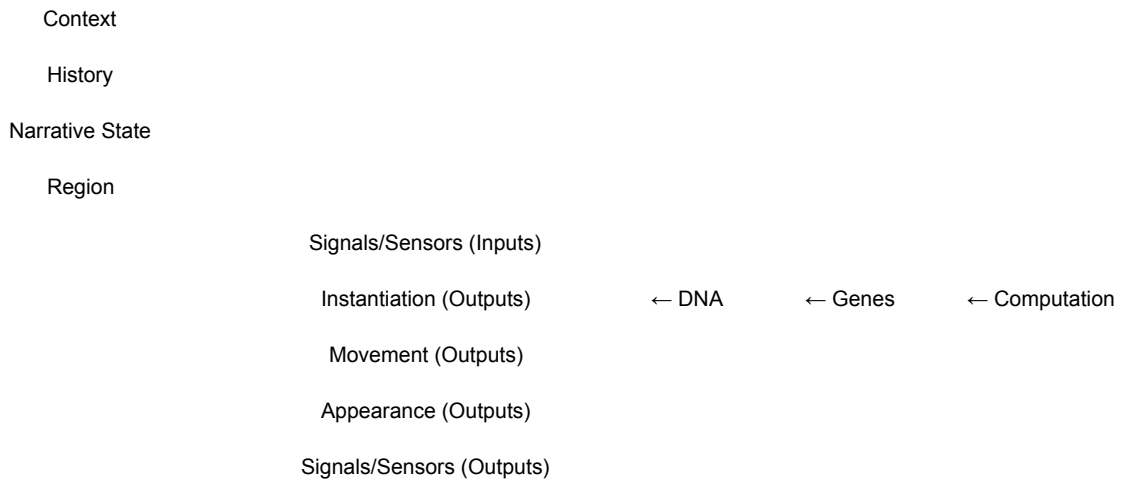 Context
History
Narrative State
Region
Signals/Sensors (Inputs)
Instantiation (Outputs) ← DNA ← Genes ← Computation
Movement (Outputs)
Appearance (Outputs)
Signals/Sensors (Outputs)